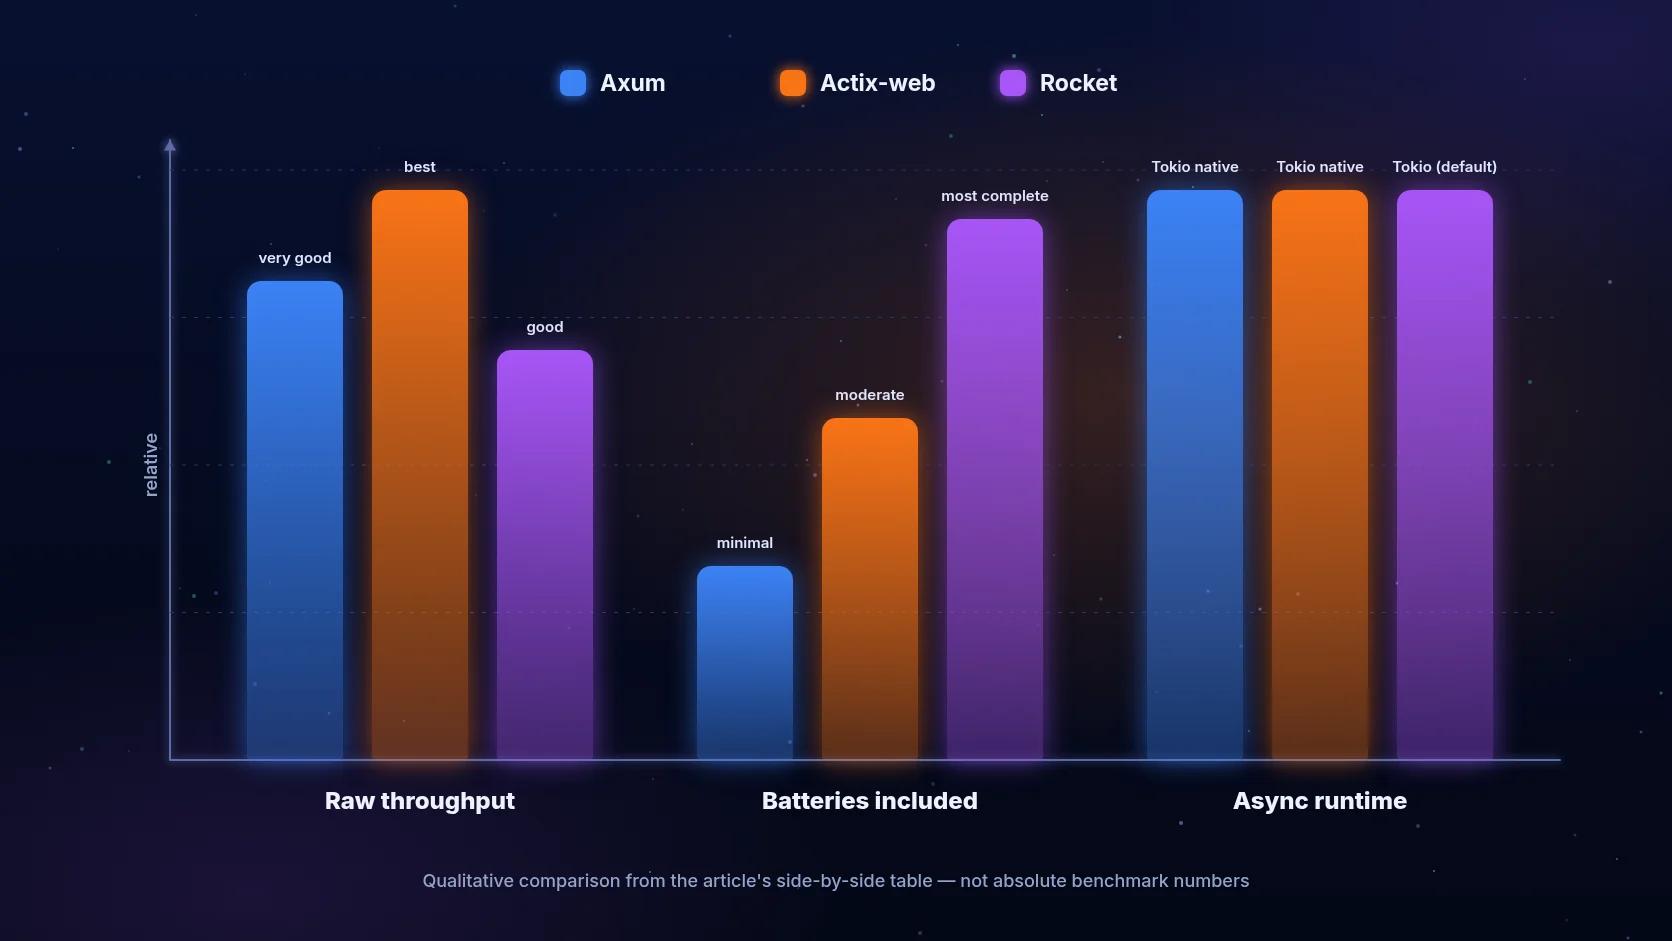 Axum
Actix-web
Rocket
relative
very good
best
good
minimal
moderate
most complete
Tokio native
Tokio native
Tokio (default)
Raw throughput
Batteries included
Async runtime
Qualitative comparison from the article's side-by-side table — not absolute benchmark numbers